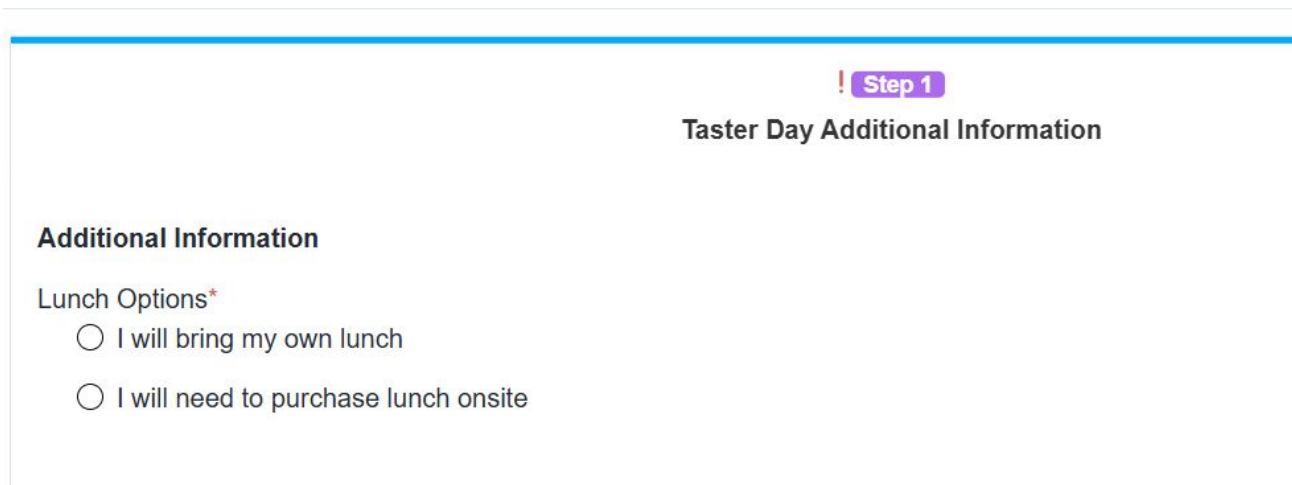 ! Step 1
Taster Day Additional Information
Additional Information
Lunch Options*
I will bring my own lunch
I will need to purchase lunch onsite